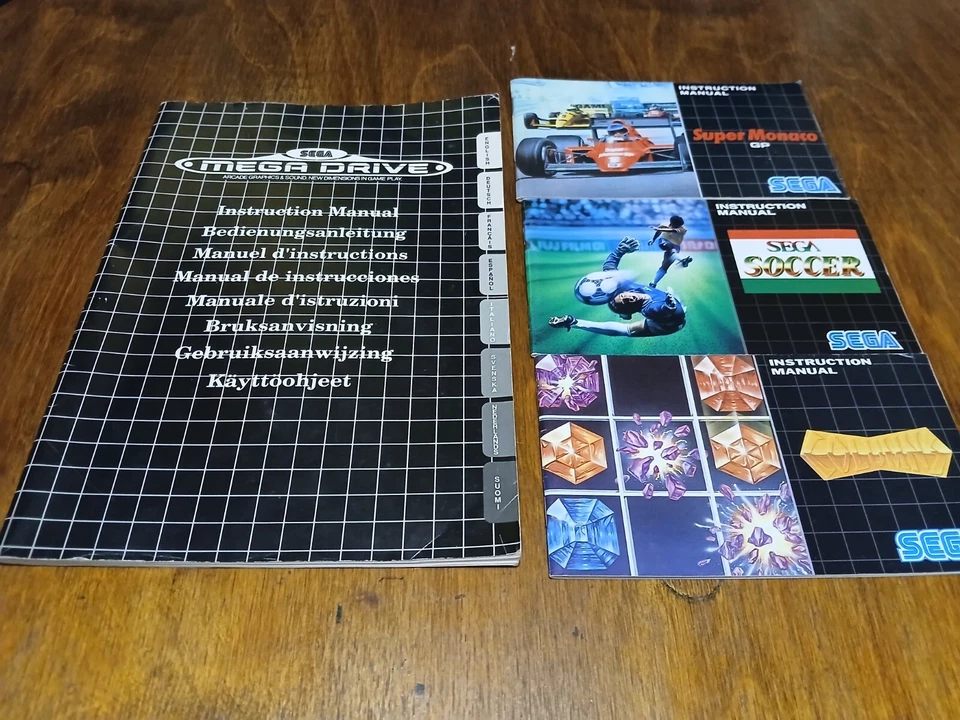 SEGA
MEGA DRIVE
ARCADE GRAPHICS & SOUND. NEW DIMENSIONS IN GAME PLAY.
Instruction Manual
Bedienungsanleitung
Manuel d'instructions
Manual de instrucciones
Manuale d'istruzioni
Bruksanvisning
Gebruiksaanwijzing
Käyttöohjeet
ENGLISH
DEUTSCH
FRANÇAIS
ESPAÑOL
ITALIANO
SVENSKA
NEDERLANDS
SUOMI
INSTRUCTION
MANUAL
Super Monaco
GP
SEGA
INSTRUCTION
MANUAL
SEGA
SOCCER
SEGA
INSTRUCTION
MANUAL
SEG